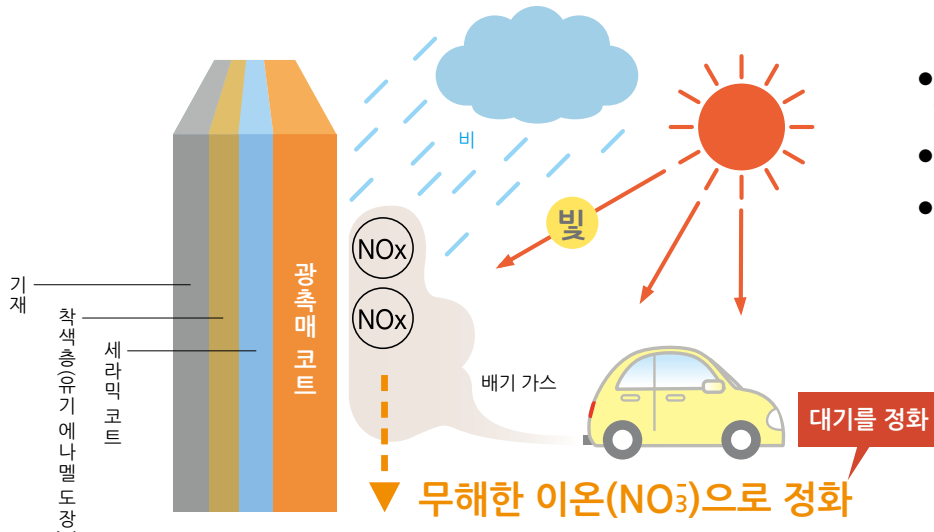 비
빛
NOx
NOx
광촉매 코트
기재
착색층(유기 에나멜 도장
세라믹 코트
배기 가스
대기를 정화
무해한 이온(NO₃⁻)으로 정화